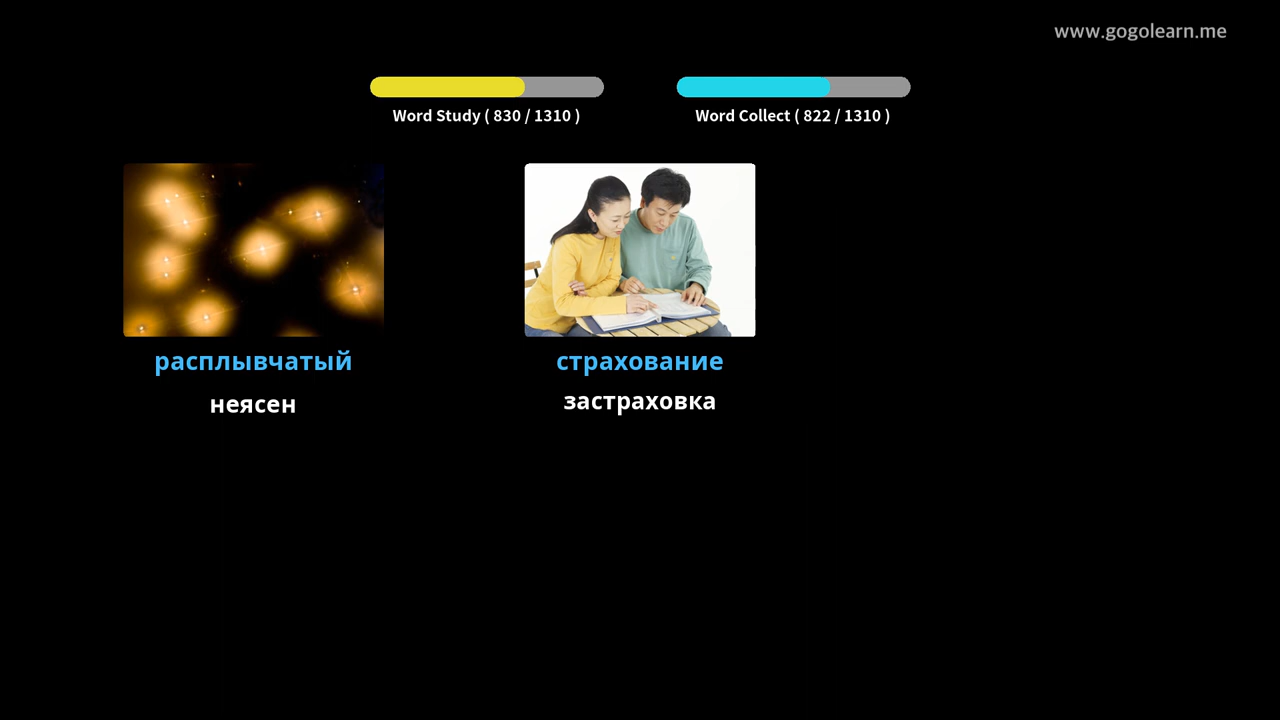 www.gogolearn.me
Word Study ( 830 / 1310 )
Word Collect ( 822 / 1310 )
расплывчатый
неясен
страхование
застраховка